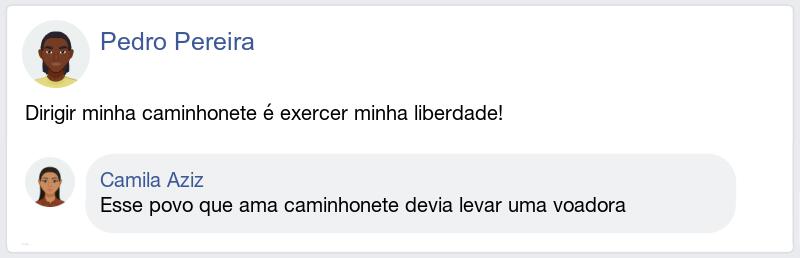 Pedro Pereira
Dirigir minha caminhonete é exercer minha liberdade!
Camila Aziz
Esse povo que ama caminhonete devia levar uma voadora